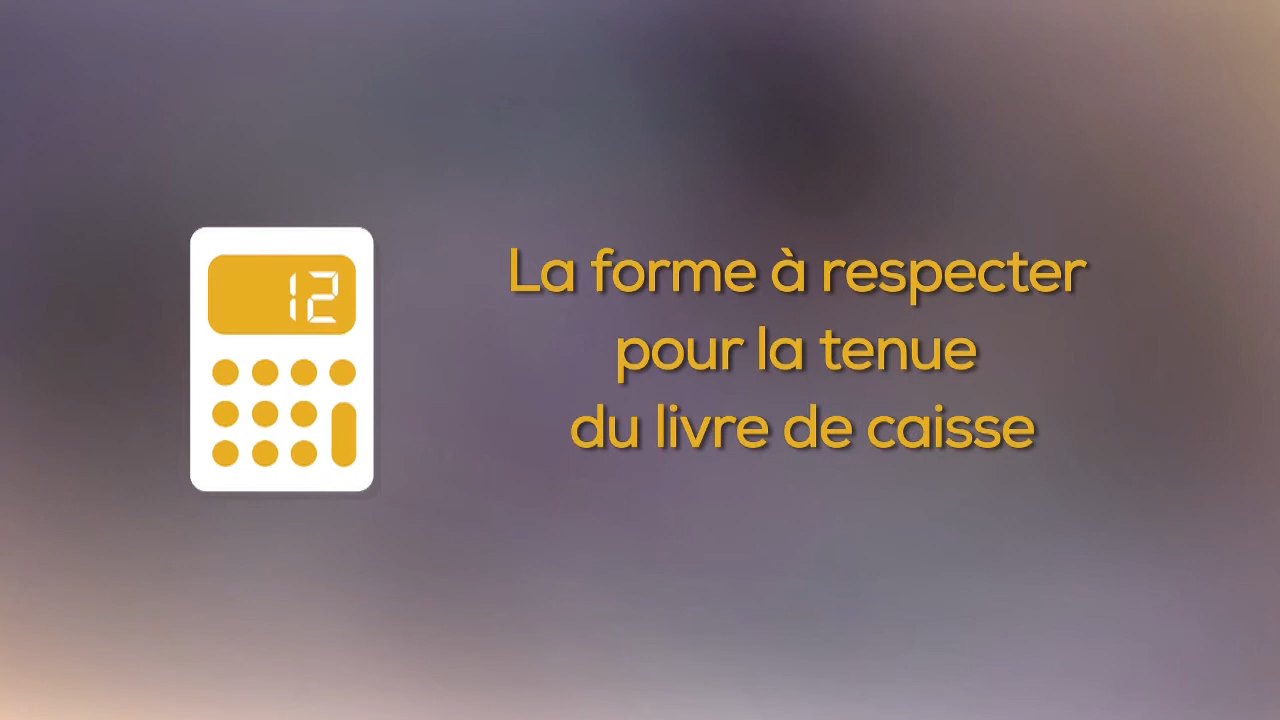 12
La forme à respecter
pour la tenue
du livre de caisse